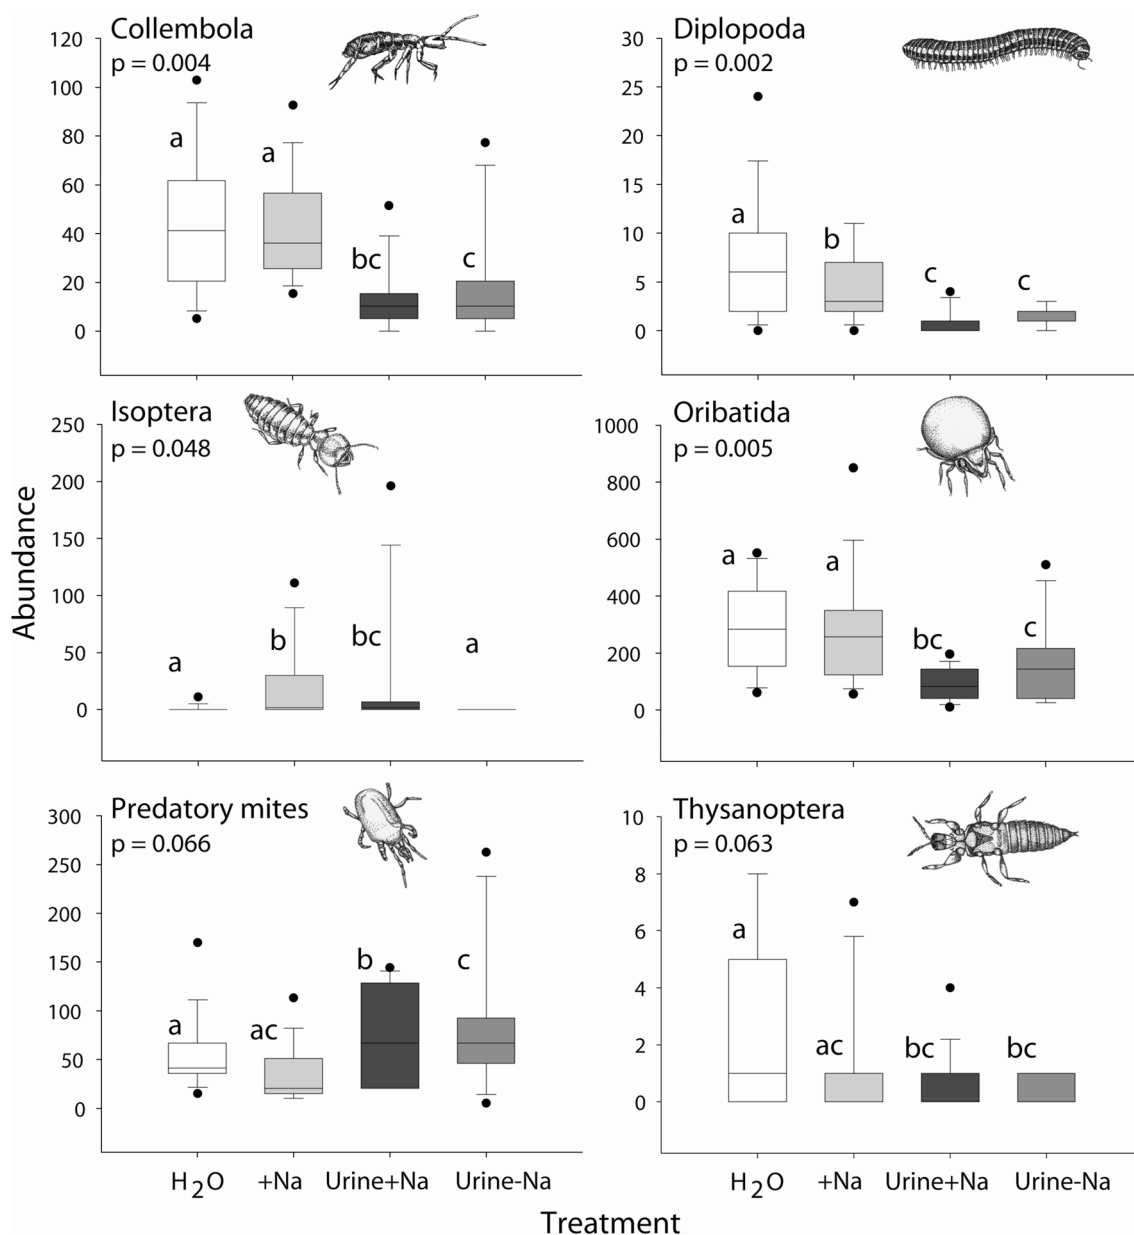 Collembola
p = 0.004
120
100
80
60
40
20
0
a
a
bc
c
Diplopoda
p = 0.002
30
25
20
15
10
5
0
a
b
c
c
Isoptera
p = 0.048
250
200
150
100
50
0
a
b
bc
a
Oribatida
p = 0.005
1000
800
600
400
200
0
a
a
bc
c
Abundance
Predatory mites
p = 0.066
300
250
200
150
100
50
0
a
ac
b
c
Thysanoptera
p = 0.063
10
8
6
4
2
0
a
ac
bc
bc
H2O +Na Urine+Na Urine-Na
H2O +Na Urine+Na Urine-Na
Treatment